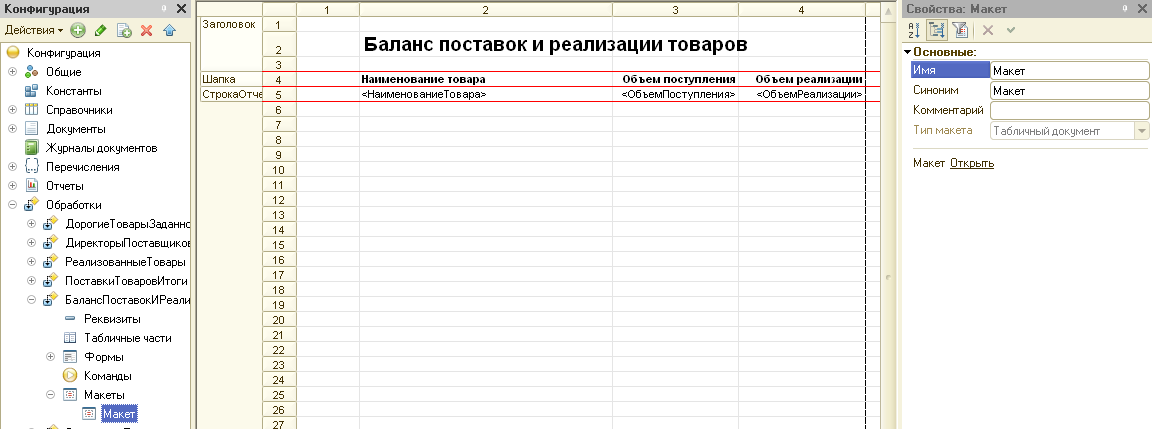 Конфигурация
Действия
Конфигурация
Общие
Константы
Справочники
Документы
Журналы документов
Перечисления
Отчеты
Обработки
ДорогиеТоварыЗаданно
ДиректорыПоставщиков
РеализованныеТовары
ПоставкиТоваровИтоги
БалансПоставокИРеали
Реквизиты
Табличные части
Формы
Команды
Макеты
Макет
1 2 3 4
Заголовок 1
2 Баланс поставок и реализации товаров
3
Шапка 4 Наименование товара Объем поступления Объем реализации
СтрокаОтче 5 <НаименованиеТовара> <ОбъемПоступления> <ОбъемРеализации>
6
7
8
9
10
11
12
13
14
15
16
17
18
19
20
21
22
23
24
25
26
27
Свойства: Макет
Основные:
Имя Макет
Синоним Макет
Комментарий
Тип макета Табличный документ
Макет Открыть